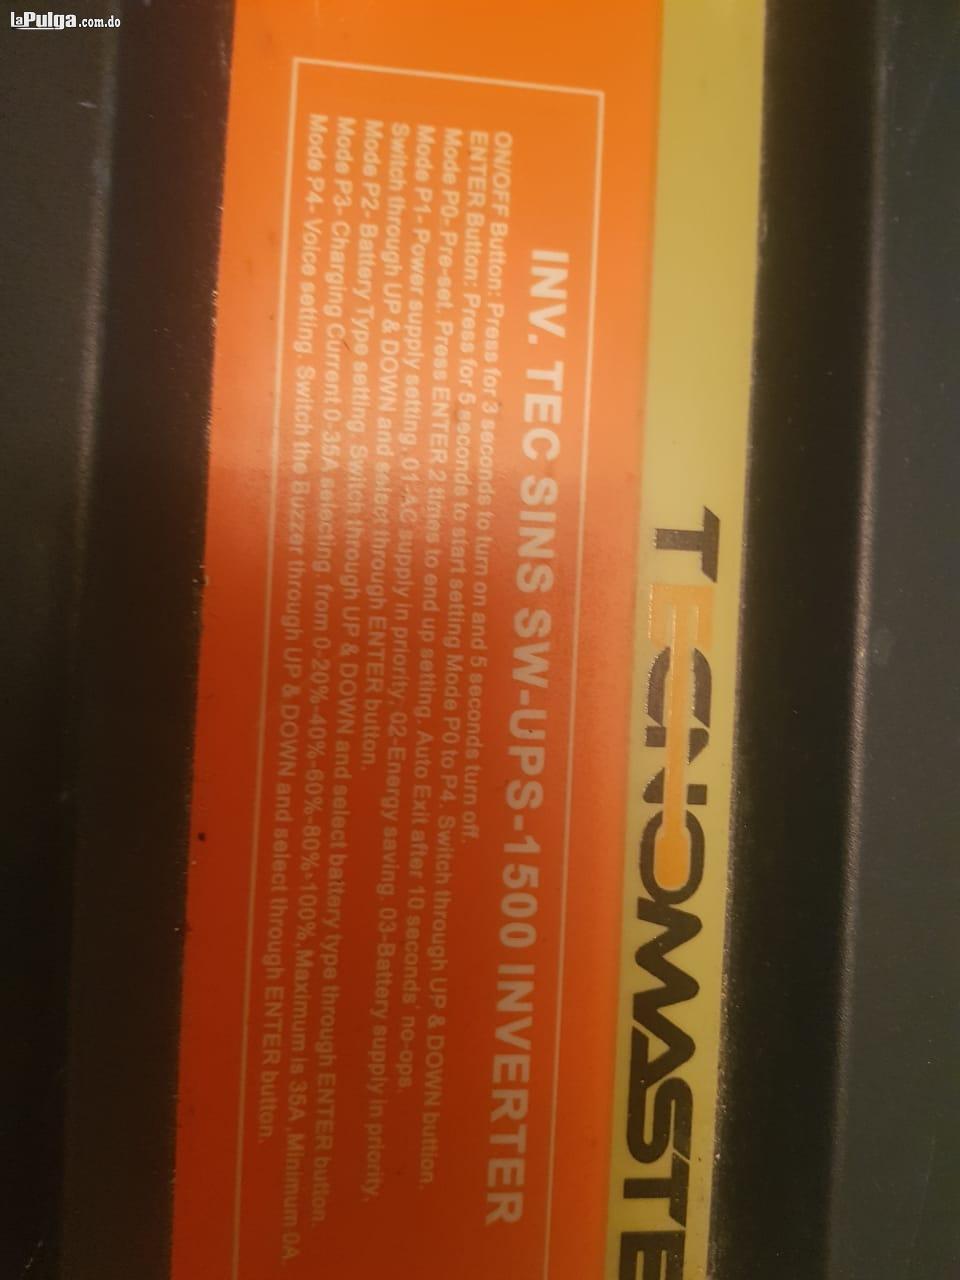 laPulga.com.do
TECNOMASTE
INV. TEC SINS SW-UPS-1500 INVERTER
ON/OFF Button: Press for 3 seconds to turn on and 5 seconds turn off.
ENTER Button: Press for 5 seconds to start setting Mode P0 to P4. Switch through UP & DOWN button.
Mode P0- Pre-set. Press ENTER 2 times to end up setting. Auto Exit after 10 seconds' no-ops.
Mode P1- Power supply setting. 01-AC supply in priority, 02-Energy saving. 03-Battery supply in priority,
Switch through UP & DOWN and select through ENTER button.
Mode P2- Battery Type setting. Switch through UP & DOWN and select battery type through ENTER button.
Mode P3- Charging Current 0-35A selecting. from 0-20%-40%-60%-80%-100%,Maximum is 35A ,Minimum 0A.
Mode P4- Voice setting. Switch the Buzzer through UP & DOWN and select through ENTER button.